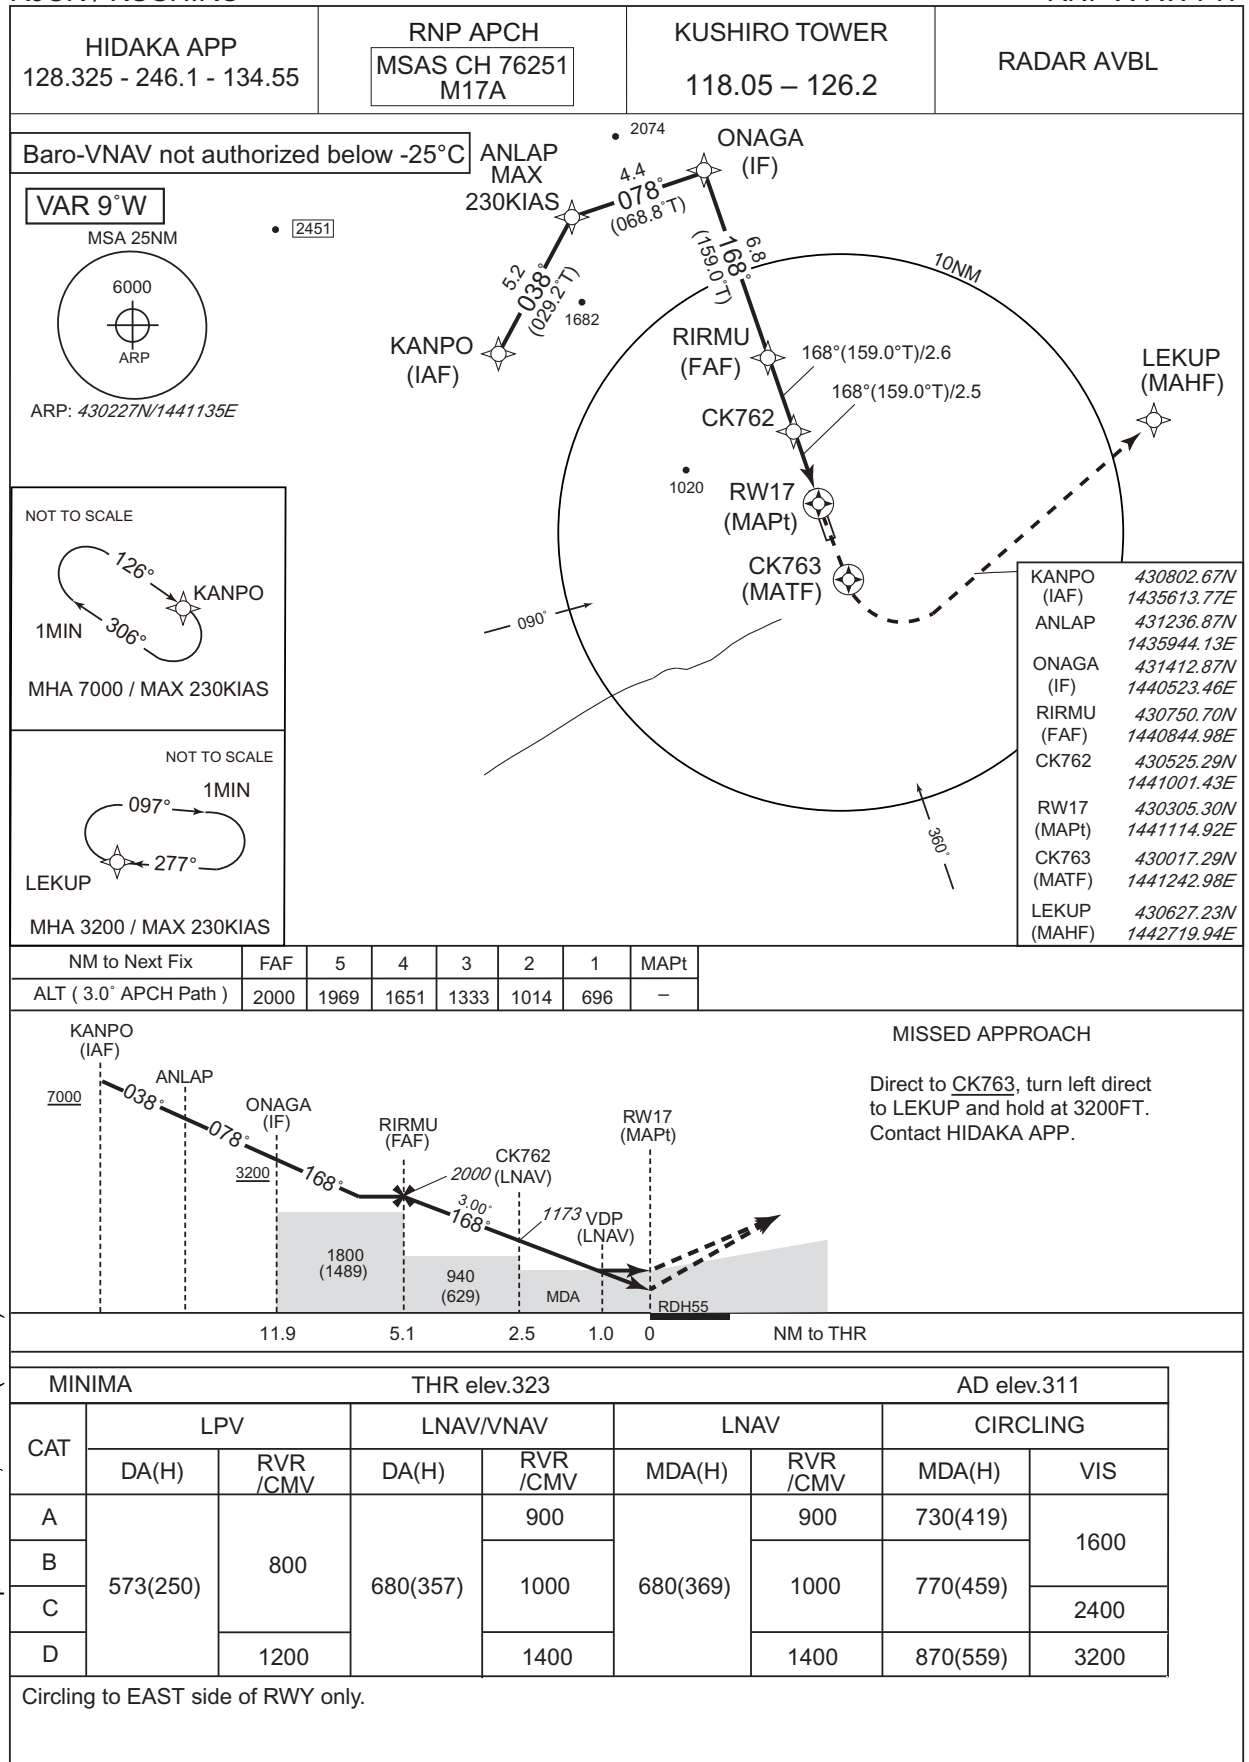 HIDAKA APP
128.325 - 246.1 - 134.55
RNP APCH
MSAS CH 76251
M17A
KUSHIRO TOWER
118.05 – 126.2
RADAR AVBL
Baro-VNAV not authorized below -25°C
VAR 9°W
MSA 25NM
6000
ARP
ARP: 430227N/1441135E
2451
2074
1682
1020
ANLAP
MAX
230KIAS
ONAGA
(IF)
4.4
078°
(068.8°T)
5.2
038°
(029.2°T)
KANPO
(IAF)
6.8
168°
(159.0°T)
10NM
RIRMU
(FAF)
168°(159.0°T)/2.6
168°(159.0°T)/2.5
CK762
RW17
(MAPt)
CK763
(MATF)
LEKUP
(MAHF)
090°
360°
NOT TO SCALE
126°
KANPO
1MIN
306°
MHA 7000 / MAX 230KIAS
NOT TO SCALE
1MIN
097°
277°
LEKUP
MHA 3200 / MAX 230KIAS
KANPO 430802.67N
(IAF) 1435613.77E
ANLAP 431236.87N
1435944.13E
ONAGA 431412.87N
(IF) 1440523.46E
RIRMU 430750.70N
(FAF) 1440844.98E
CK762 430525.29N
1441001.43E
RW17 430305.30N
(MAPt) 1441114.92E
CK763 430017.29N
(MATF) 1441242.98E
LEKUP 430627.23N
(MAHF) 1442719.94E
NM to Next Fix FAF 5 4 3 2 1 MAPt
ALT ( 3.0° APCH Path ) 2000 1969 1651 1333 1014 696 –
KANPO
(IAF)
7000
038°
ANLAP
078°
ONAGA
(IF)
3200
168°
RIRMU
(FAF)
2000
3.00°
168°
CK762
(LNAV)
1173
VDP
(LNAV)
RW17
(MAPt)
1800
(1489)
940
(629)
MDA
RDH55
11.9 5.1 2.5 1.0 0 NM to THR
MISSED APPROACH
Direct to CK763, turn left direct
to LEKUP and hold at 3200FT.
Contact HIDAKA APP.
MINIMA THR elev.323 AD elev.311
CAT LPV LNAV/VNAV LNAV CIRCLING
DA(H) RVR /CMV DA(H) RVR /CMV MDA(H) RVR /CMV MDA(H) VIS
A 900 900 730(419)
1600
B
573(250) 800 680(357) 1000 680(369) 1000 770(459)
C 2400
D 1200 1400 1400 870(559) 3200
Circling to EAST side of RWY only.